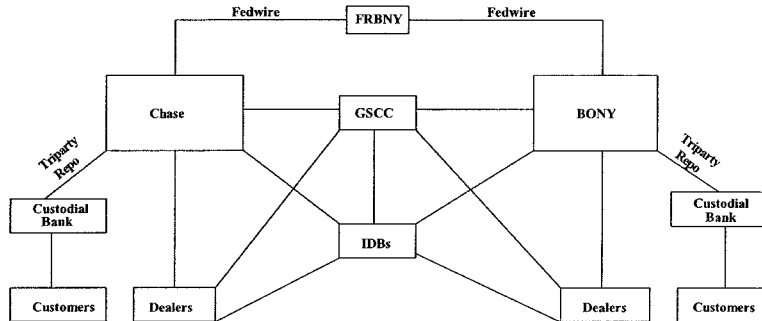 Fedwire
FRBNY
Fedwire
Chase
GSCC
BONY
Triparty
Repo
Triparty
Repo
Custodial
Bank
IDBs
Custodial
Bank
Customers
Dealers
Dealers
Customers